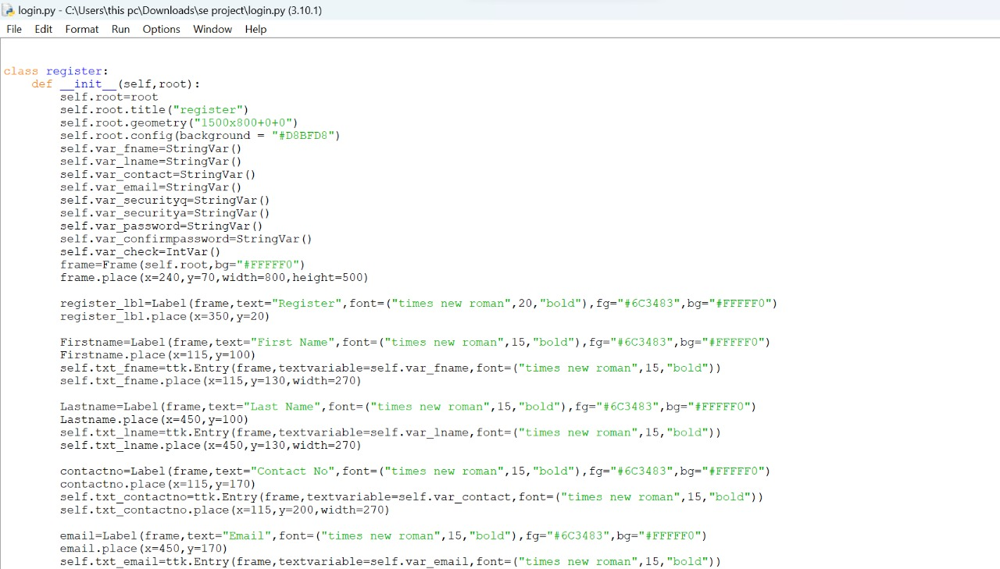 login.py - C:\Users\this pc\Downloads\se project\login.py (3.10.1)
File Edit Format Run Options Window Help
class register:
    def __init__(self,root):
        self.root=root
        self.root.title("register")
        self.root.geometry("1500x800+0+0")
        self.root.config(background = "#D8BFD8")
        self.var_fname=StringVar()
        self.var_lname=StringVar()
        self.var_contact=StringVar()
        self.var_email=StringVar()
        self.var_securityq=StringVar()
        self.var_securitya=StringVar()
        self.var_password=StringVar()
        self.var_confirmpassword=StringVar()
        self.var_check=IntVar()
        frame=Frame(self.root,bg="#FFFFF0")
        frame.place(x=240,y=70,width=800,height=500)
        register_lbl=Label(frame,text="Register",font=("times new roman",20,"bold"),fg="#6C3483",bg="#FFFFF0")
        register_lbl.place(x=350,y=20)
        Firstname=Label(frame,text="First Name",font=("times new roman",15,"bold"),fg="#6C3483",bg="#FFFFF0")
        Firstname.place(x=115,y=100)
        self.txt_fname=ttk.Entry(frame,textvariable=self.var_fname,font=("times new roman",15,"bold"))
        self.txt_fname.place(x=115,y=130,width=270)
        Lastname=Label(frame,text="Last Name",font=("times new roman",15,"bold"),fg="#6C3483",bg="#FFFFF0")
        Lastname.place(x=450,y=100)
        self.txt_lname=ttk.Entry(frame,textvariable=self.var_lname,font=("times new roman",15,"bold"))
        self.txt_lname.place(x=450,y=130,width=270)
        contactno=Label(frame,text="Contact No",font=("times new roman",15,"bold"),fg="#6C3483",bg="#FFFFF0")
        contactno.place(x=115,y=170)
        self.txt_contactno=ttk.Entry(frame,textvariable=self.var_contact,font=("times new roman",15,"bold"))
        self.txt_contactno.place(x=115,y=200,width=270)
        email=Label(frame,text="Email",font=("times new roman",15,"bold"),fg="#6C3483",bg="#FFFFF0")
        email.place(x=450,y=170)
        self.txt_email=ttk.Entry(frame,textvariable=self.var_email,font=("times new roman",15,"bold"))